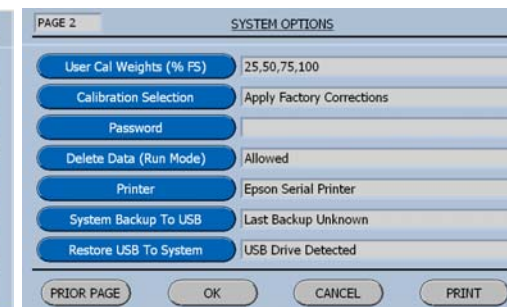 PAGE 2 SYSTEM OPTIONS
User Cal Weights (% FS) 25,50,75,100
Calibration Selection Apply Factory Corrections
Password
Delete Data (Run Mode) Allowed
Printer Epson Serial Printer
System Backup To USB Last Backup Unknown
Restore USB To System USB Drive Detected
PRIOR PAGE OK CANCEL PRINT